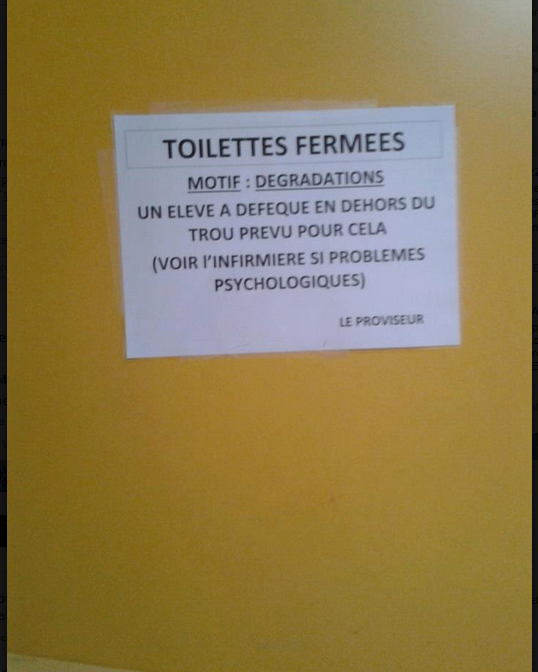 TOILETTES FERMEES
MOTIF : DEGRADATIONS
UN ELEVE A DEFEQUE EN DEHORS DU
TROU PREVU POUR CELA
(VOIR l'INFIRMIERE SI PROBLEMES
PSYCHOLOGIQUES)
LE PROVISEUR